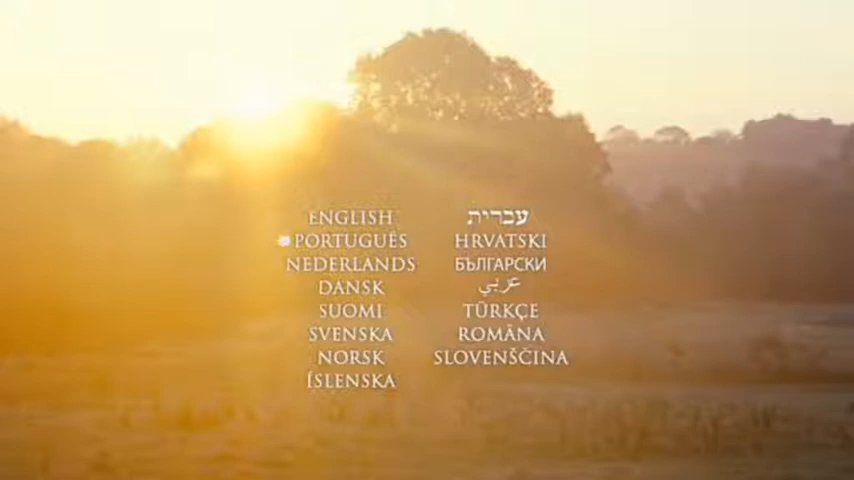 ENGLISH
PORTUGUÊS
NEDERLANDS
DANSK
SUOMI
SVENSKA
NORSK
ÍSLENSKA
עברית
HRVATSKI
БЪЛГАРСКИ
عربي
TÜRKÇE
ROMÂNA
SLOVENŠČINA